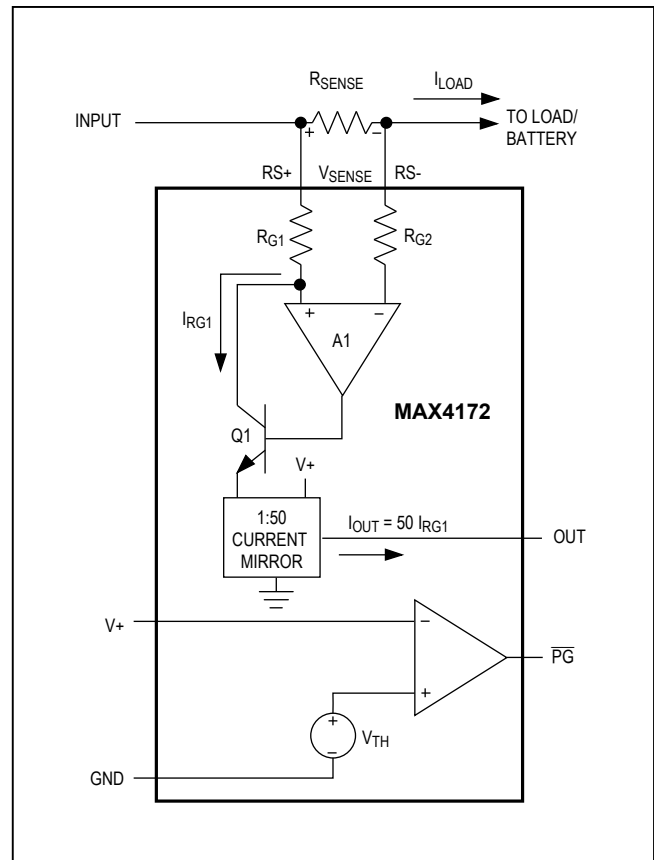 RSENSE
ILOAD
INPUT
+
−
TO LOAD/
BATTERY
RS+
VSENSE
RS-
RG1
RG2
IRG1
+
−
A1
MAX4172
Q1
V+
1:50
CURRENT
MIRROR
IOUT = 50 IRG1
OUT
V+
−
PG
+
+
−
VTH
GND